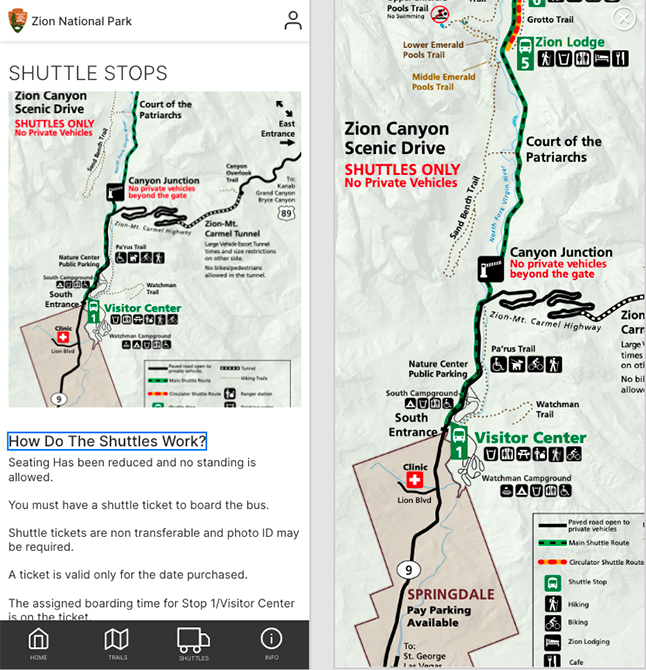 Zion National Park
SHUTTLE STOPS
Zion Canyon
Scenic Drive
SHUTTLES ONLY
No Private Vehicles
Court of the
Patriarchs
East
Entrance
Sand Bench Trail
North Fork Virgin River
Canyon
Overlook
Trail
To:
Kanab
Grand Canyon
Bryce Canyon
89
Canyon Junction
No private vehicles
beyond the gate
Zion-Mt. Carmel Highway
Zion-Mt.
Carmel Tunnel
Large Vehicle Escort Tunnel
times and size restrictions
on other side.
No bikes/pedestrians
allowed in the tunnel.
Pa'rus Trail
Nature Center
Public Parking
South Campground
South
Entrance
Watchman
Trail
1
Visitor Center
Clinic
Lion Blvd
Watchman Campground
9
Paved road open to
private vehicles
Main Shuttle Route
Circulator Shuttle Route
Tunnel
Hiking Trails
Ranger station
How Do The Shuttles Work?
Seating Has been reduced and no standing is
allowed.
You must have a shuttle ticket to board the bus.
Shuttle tickets are non transferable and photo ID may
be required.
A ticket is valid only for the date purchased.
The assigned boarding time for Stop 1/Visitor Center
is on the ticket.
HOME
TRAILS
SHUTTLES
INFO
Pools Trail
No Swimming
Grotto Trail
Lower Emerald
Pools Trail
Zion Lodge
5
Middle Emerald
Pools Trail
Zion Canyon
Scenic Drive
SHUTTLES ONLY
No Private Vehicles
Court of the
Patriarchs
Sand Bench Trail
North Fork Virgin River
Canyon Junction
No private vehicles
beyond the gate
Zion-Mt. Carmel Highway
Zion
Carr
Large
times
on ot
No bil
allow
Pa'rus Trail
Nature Center
Public Parking
South Campground
South
Entrance
Watchman
Trail
1
Visitor Center
Clinic
Lion Blvd
Watchman Campground
9
SPRINGDALE
Pay Parking
Available
To:
St. George
Las Vegas
Paved road open to
private vehicles
Main Shuttle Route
Circulator Shuttle Route
Shuttle Stop
Hiking
Biking
Zion Lodging
Cafe